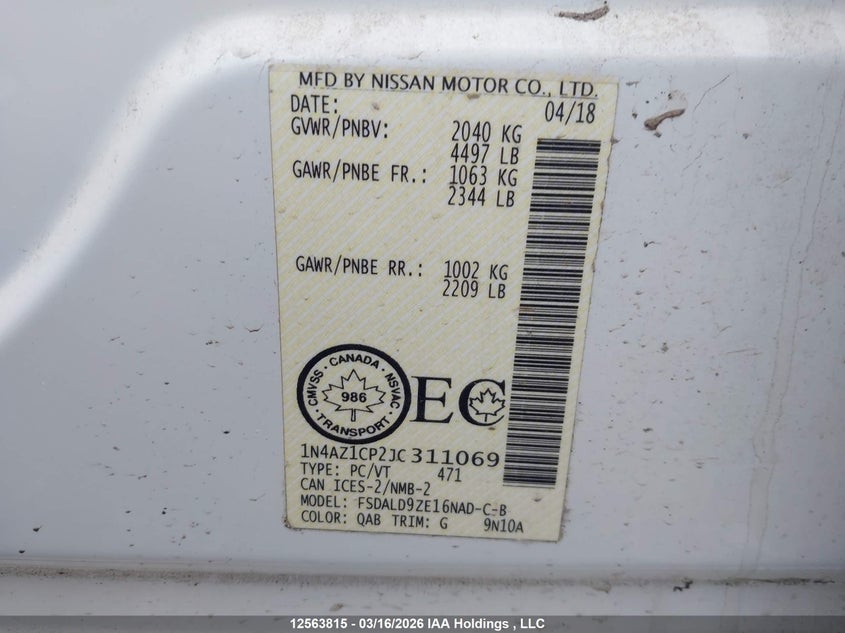 MFD BY NISSAN MOTOR CO., LTD.
DATE: 04/18
GVWR/PNBV: 2040 KG
4497 LB
GAWR/PNBE FR.: 1063 KG
2344 LB
GAWR/PNBE RR.: 1002 KG
2209 LB
CMVSS · CANADA · NSVAC
986
· TRANSPORT ·
EC
1N4AZ1CP2JC311069
TYPE: PC/VT 471
CAN ICES-2/NMB-2
MODEL: FSDALD9ZE16NAD-C-B
COLOR: QAB TRIM: G 9N10A
12563815 - 03/16/2026 IAA Holdings , LLC